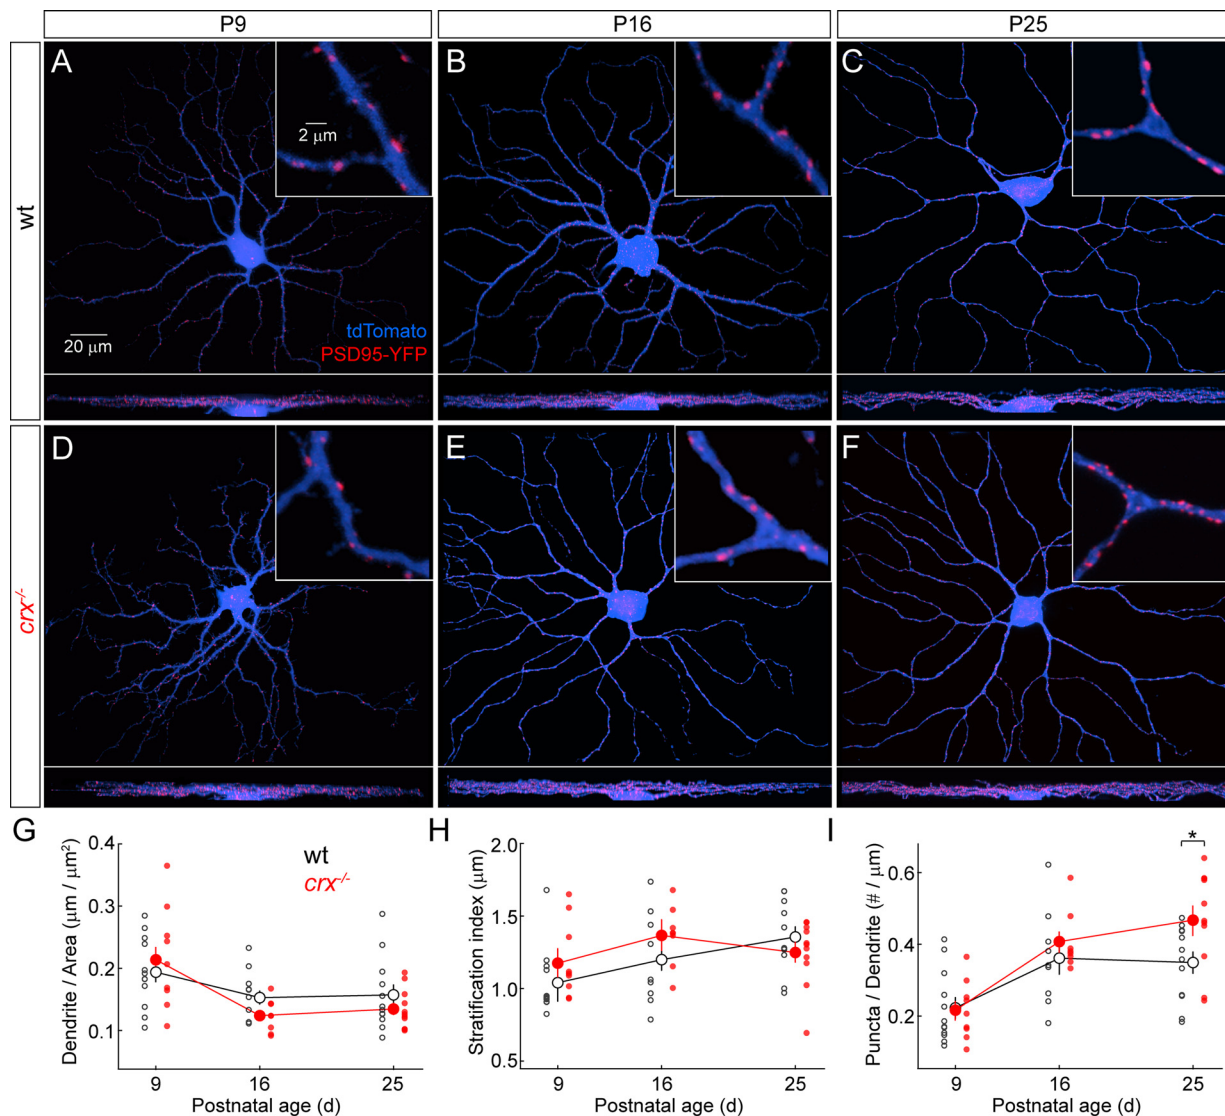 P9
P16
P25
wt
A
2 μm
20 μm
tdTomato
PSD95-YFP
B
C
crx-/-
D
E
F
G
Dendrite / Area (μm / μm²)
0.4
0.3
0.2
0.1
wt
crx-/-
9
16
25
Postnatal age (d)
H
Stratification index (μm)
2.0
1.5
1.0
0.5
9
16
25
Postnatal age (d)
I
Puncta / Dendrite (# / μm)
0.6
0.4
0.2
*
9
16
25
Postnatal age (d)